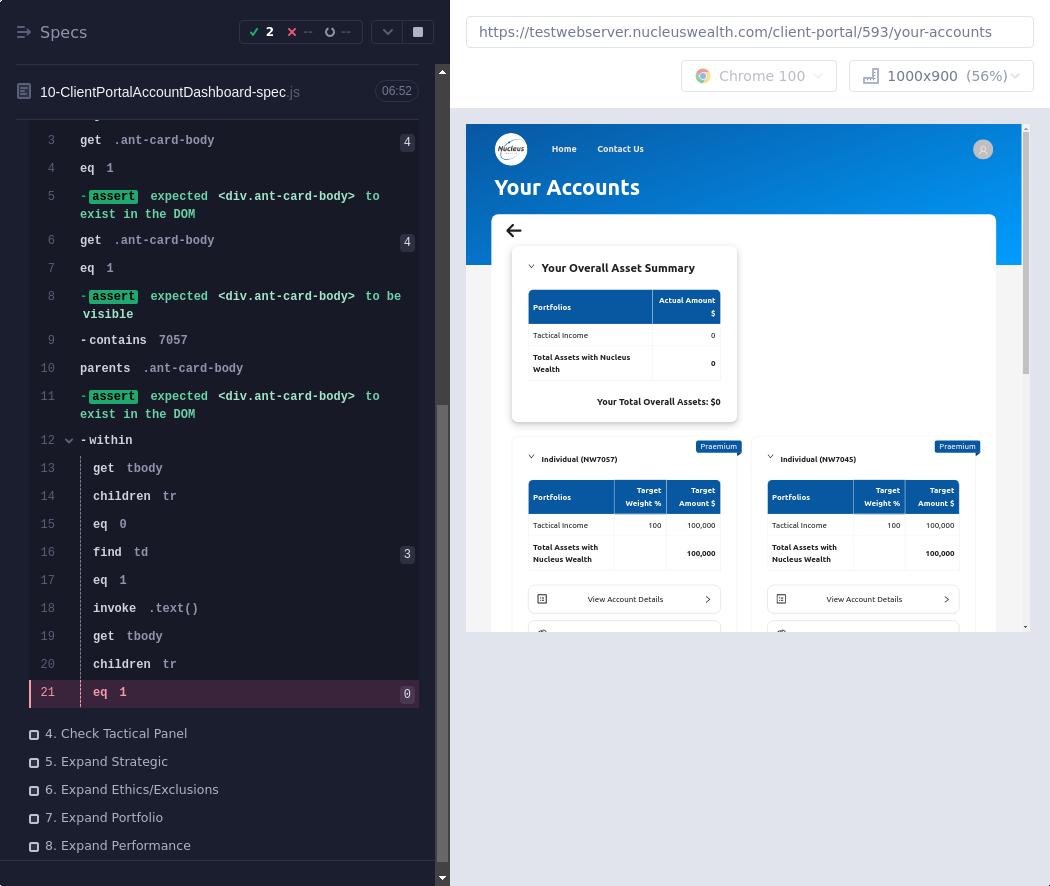 Specs
2 -- --
10-ClientPortalAccountDashboard-spec.js 06:52
3 get .ant-card-body 4
4 eq 1
5 -assert expected <div.ant-card-body> to
exist in the DOM
6 get .ant-card-body 4
7 eq 1
8 -assert expected <div.ant-card-body> to be
visible
9 -contains 7057
10 parents .ant-card-body
11 -assert expected <div.ant-card-body> to
exist in the DOM
12 -within
13 get tbody
14 children tr
15 eq 0
16 find td 3
17 eq 1
18 invoke .text()
19 get tbody
20 children tr
21 eq 1 0
4. Check Tactical Panel
5. Expand Strategic
6. Expand Ethics/Exclusions
7. Expand Portfolio
8. Expand Performance
https://testwebserver.nucleuswealth.com/client-portal/593/your-accounts
Chrome 100
1000x900 (56%)
Nucleus
Home Contact Us
Your Accounts
Your Overall Asset Summary
Portfolios Actual Amount
$
Tactical Income 0
Total Assets with Nucleus
Wealth 0
Your Total Overall Assets: $0
Praemium
Individual (NW7057)
Portfolios Target
Weight % Target
Amount $
Tactical Income 100 100,000
Total Assets with
Nucleus Wealth 100,000
View Account Details
Praemium
Individual (NW7045)
Portfolios Target
Weight % Target
Amount $
Tactical Income 100 100,000
Total Assets with
Nucleus Wealth 100,000
View Account Details